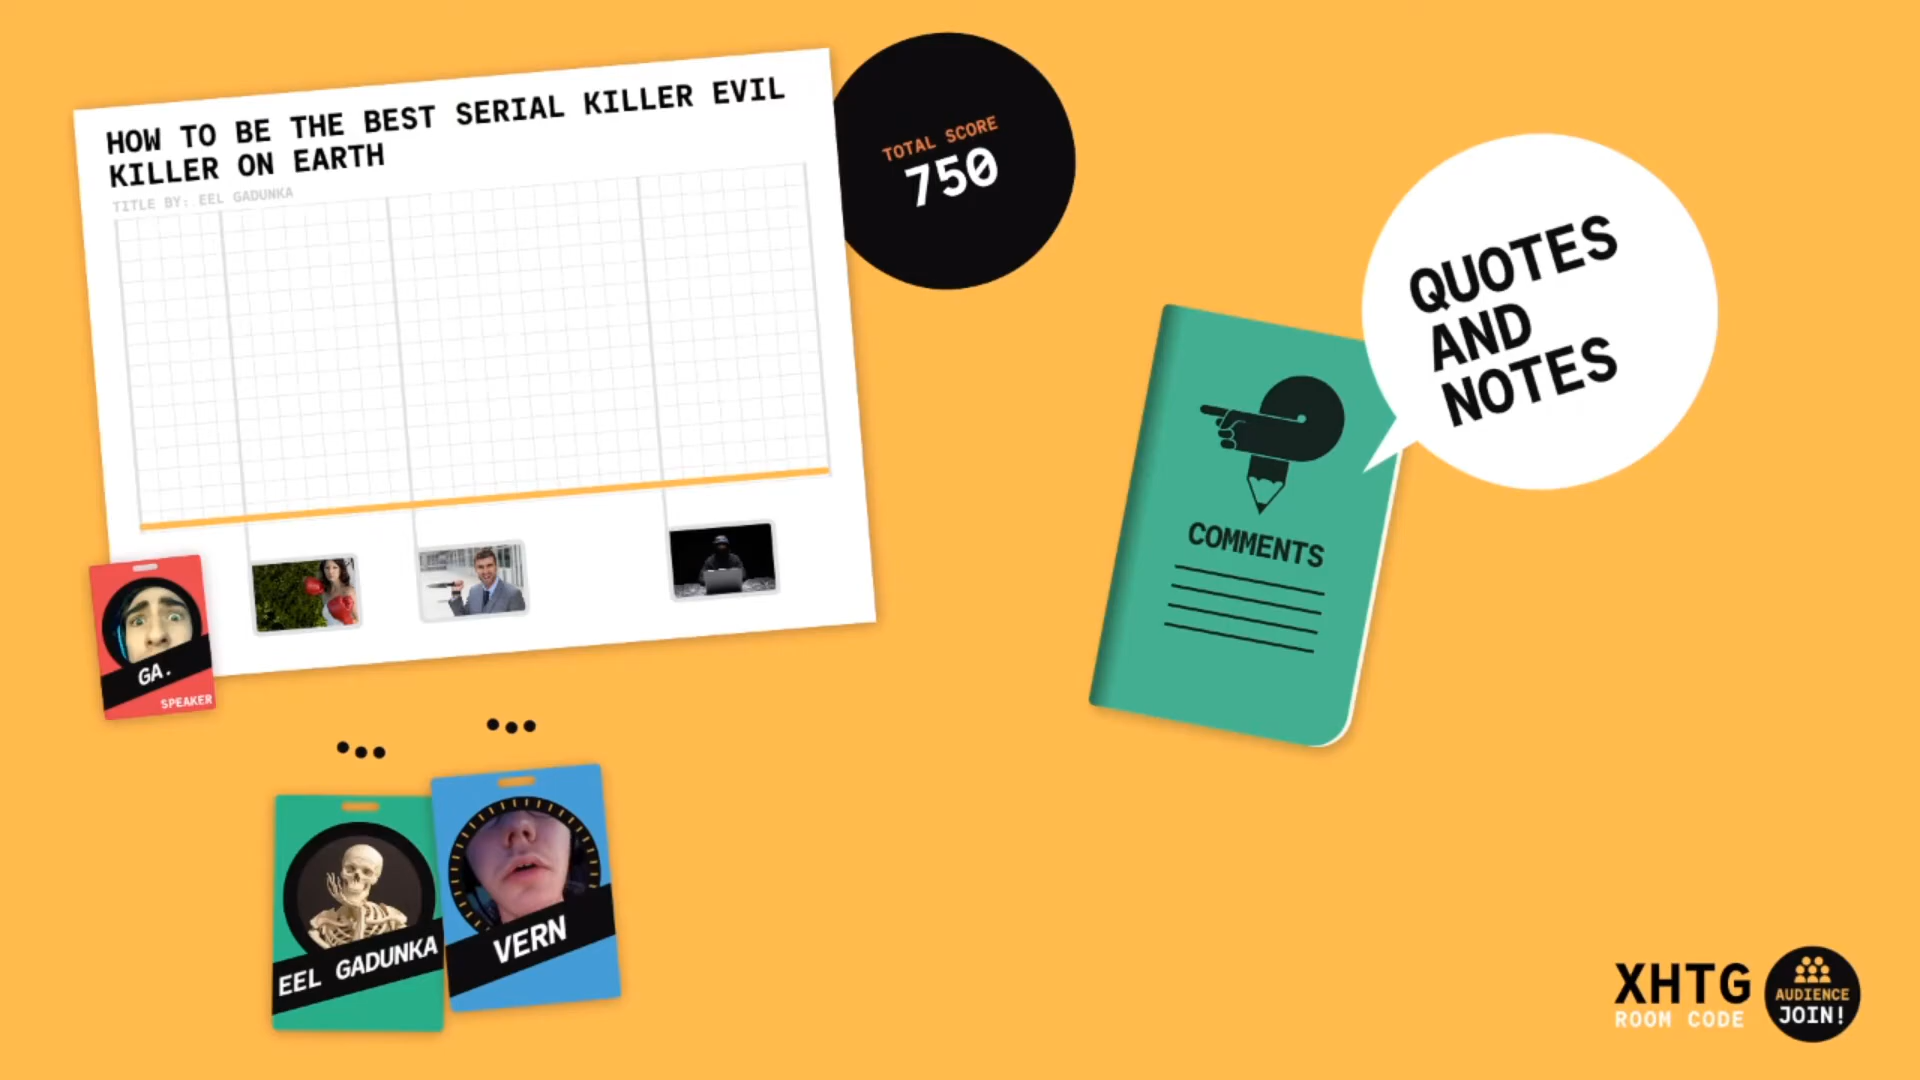 HOW TO BE THE BEST SERIAL KILLER EVIL
KILLER ON EARTH
TITLE BY: EEL GADUNKA
TOTAL SCORE
750
QUOTES
AND
NOTES
COMMENTS
GA.
SPEAKER
EEL GADUNKA
VERN
XHTG
ROOM CODE
AUDIENCE
JOIN!